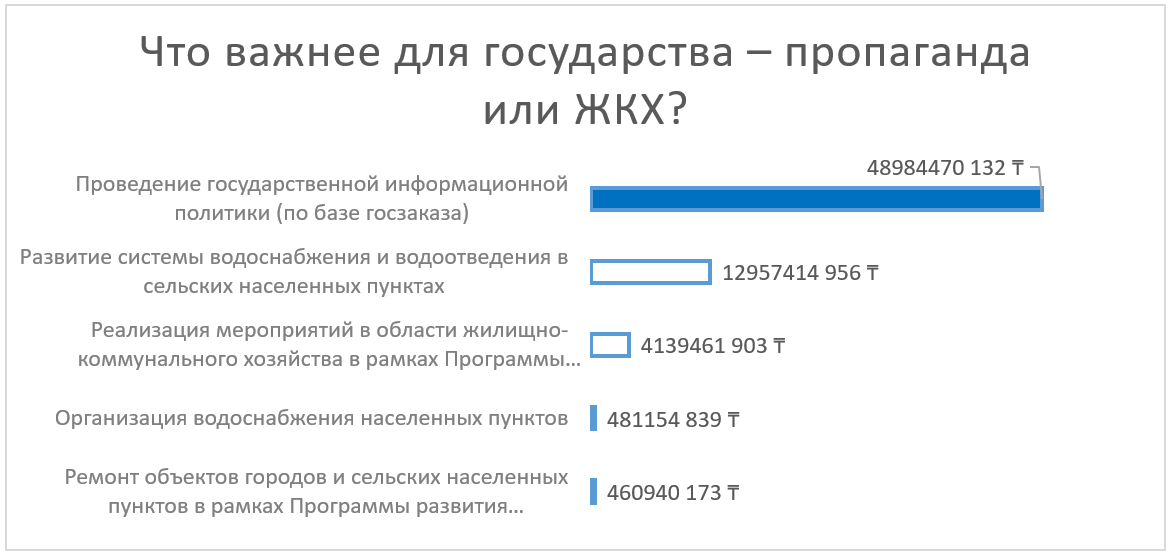 Что важнее для государства – пропаганда
или ЖКХ?
48984470 132 ₸
Проведение государственной информационной
политики (по базе госзаказа)
Развитие системы водоснабжения и водоотведения в
сельских населенных пунктах
12957414 956 ₸
Реализация мероприятий в области жилищно-
коммунального хозяйства в рамках Программы...
4139461 903 ₸
Организация водоснабжения населенных пунктов
481154 839 ₸
Ремонт объектов городов и сельских населенных
пунктов в рамках Программы развития...
460940 173 ₸